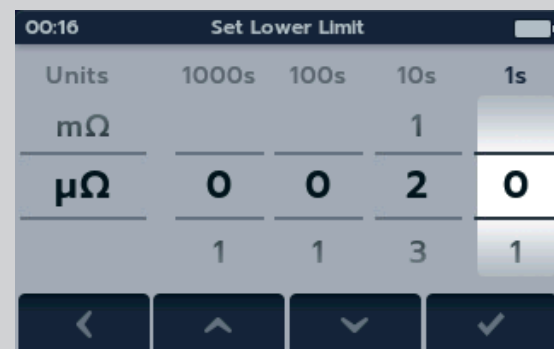 00:16 Set Lower Limit
Units 1000s 100s 10s 1s
mΩ 1
µΩ 0 0 2 0
1 1 3 1